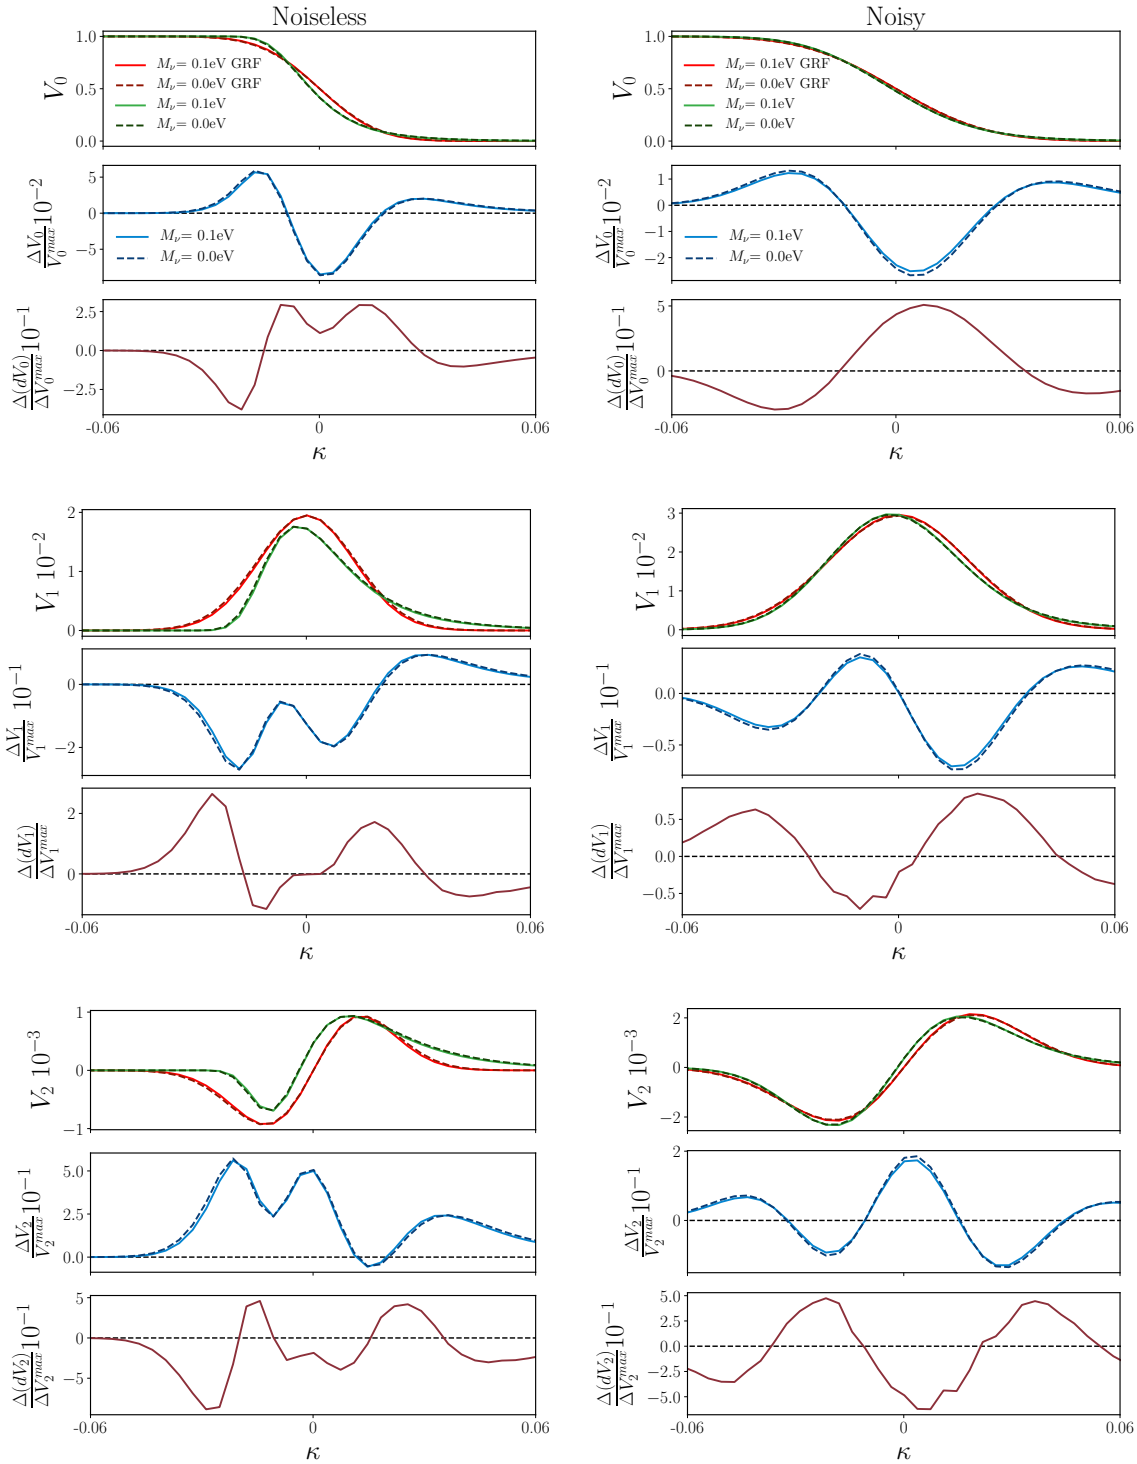 Noiseless
1.0
0.5
0.0
V_0
M_ν= 0.1eV GRF
M_ν= 0.0eV GRF
M_ν= 0.1eV
M_ν= 0.0eV
5
0
−5
ΔV_0/V_0^{max} 10^{−2}
M_ν= 0.1eV
M_ν= 0.0eV
2.5
0.0
−2.5
Δ(dV_0)/ΔV_0^{max} 10^{−1}
-0.06 0 0.06
κ
Noisy
1.0
0.5
0.0
V_0
M_ν= 0.1eV GRF
M_ν= 0.0eV GRF
M_ν= 0.1eV
M_ν= 0.0eV
1
0
−1
−2
ΔV_0/V_0^{max} 10^{−2}
M_ν= 0.1eV
M_ν= 0.0eV
5
0
Δ(dV_0)/ΔV_0^{max} 10^{−1}
-0.06 0 0.06
κ
2
1
0
V_1 10^{−2}
0
−2
ΔV_1/V_1^{max} 10^{−1}
2
0
Δ(dV_1)/ΔV_1^{max}
-0.06 0 0.06
κ
3
2
1
0
V_1 10^{−2}
0.0
−0.5
ΔV_1/V_1^{max} 10^{−1}
0.5
0.0
−0.5
Δ(dV_1)/ΔV_1^{max}
-0.06 0 0.06
κ
1
0
−1
V_2 10^{−3}
5.0
2.5
0.0
ΔV_2/V_2^{max} 10^{−1}
5
0
−5
Δ(dV_2)/ΔV_2^{max} 10^{−1}
-0.06 0 0.06
κ
2
0
−2
V_2 10^{−3}
2
0
ΔV_2/V_2^{max} 10^{−1}
5.0
2.5
0.0
−2.5
−5.0
Δ(dV_2)/ΔV_2^{max} 10^{−1}
-0.06 0 0.06
κ